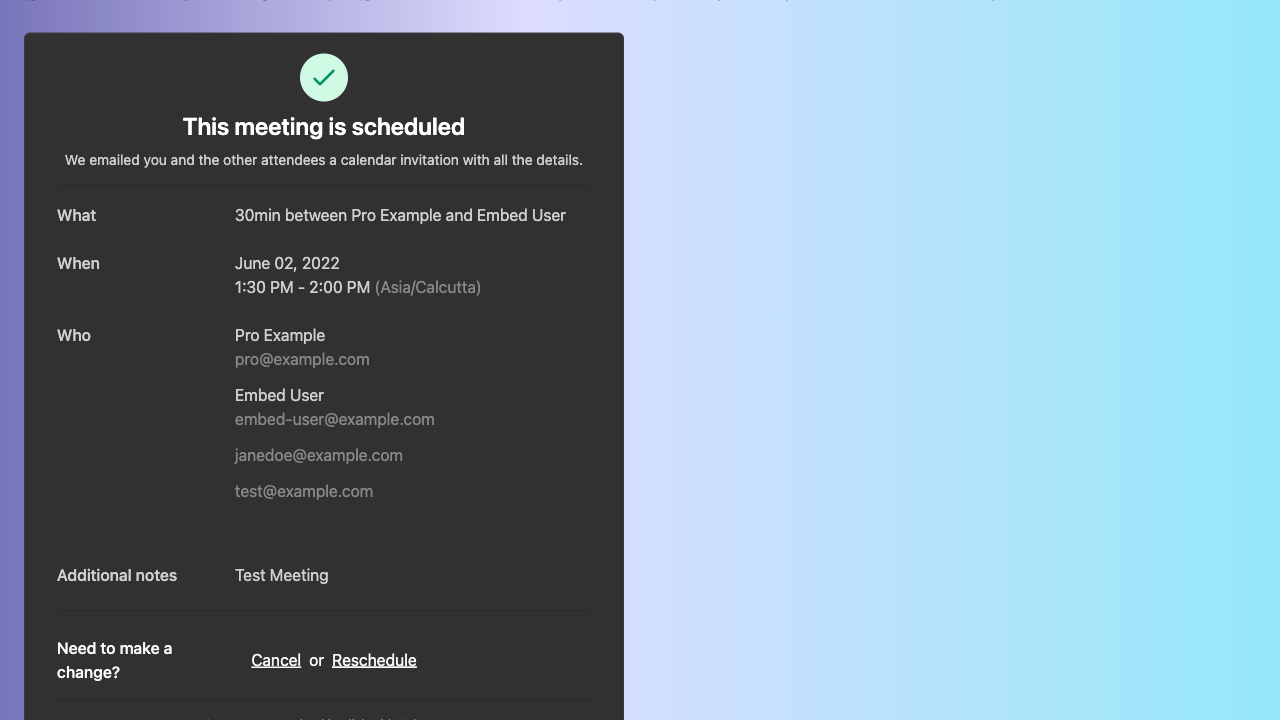 This meeting is scheduled
We emailed you and the other attendees a calendar invitation with all the details.
What
30min between Pro Example and Embed User
When
June 02, 2022
1:30 PM - 2:00 PM (Asia/Calcutta)
Who
Pro Example
pro@example.com
Embed User
embed-user@example.com
janedoe@example.com
test@example.com
Additional notes
Test Meeting
Need to make a
change?
Cancel or Reschedule